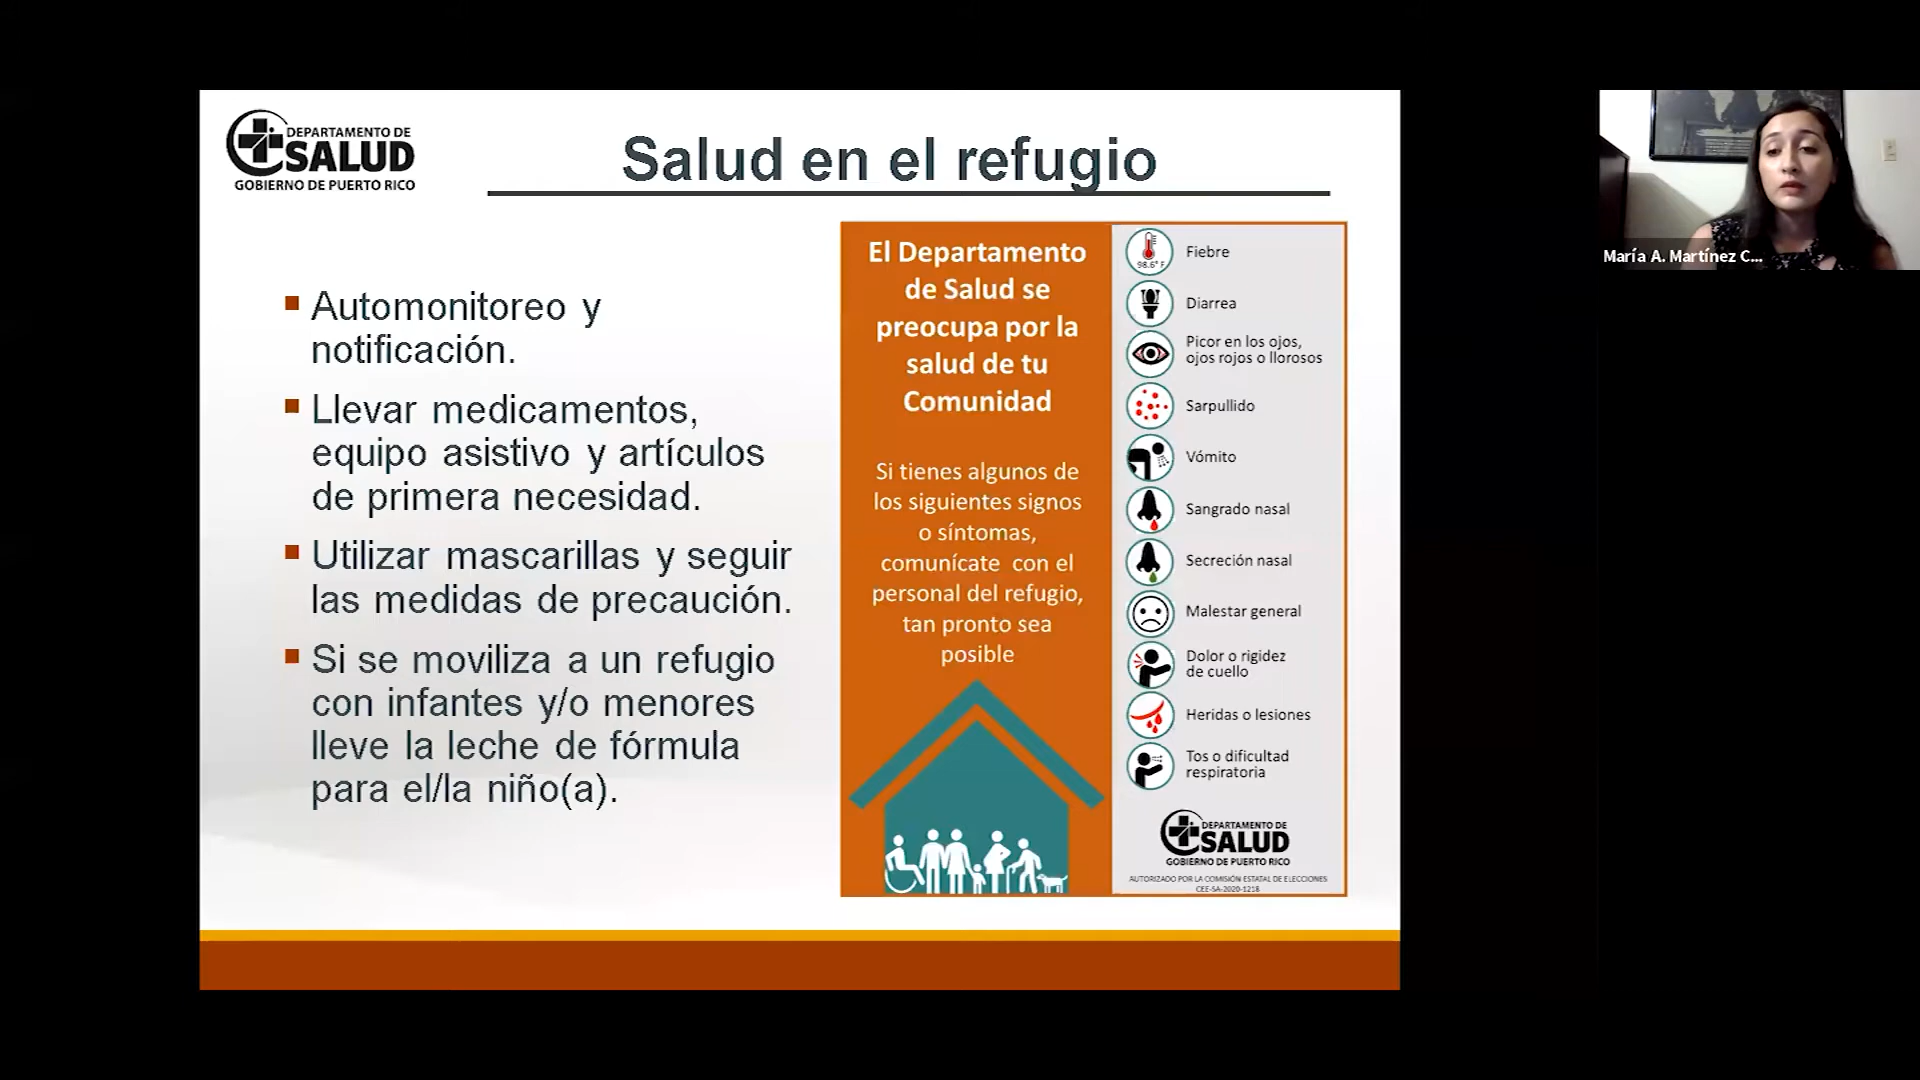 DEPARTAMENTO DE
SALUD
GOBIERNO DE PUERTO RICO
Salud en el refugio
Automonitoreo y
notificación.
Llevar medicamentos,
equipo asistivo y artículos
de primera necesidad.
Utilizar mascarillas y seguir
las medidas de precaución.
Si se moviliza a un refugio
con infantes y/o menores
lleve la leche de fórmula
para el/la niño(a).
El Departamento
de Salud se
preocupa por la
salud de tu
Comunidad
Si tienes algunos de
los siguientes signos
o síntomas,
comunícate con el
personal del refugio,
tan pronto sea
posible
98.6° F
Fiebre
Diarrea
Picor en los ojos,
ojos rojos o llorosos
Sarpullido
Vómito
Sangrado nasal
Secreción nasal
Malestar general
Dolor o rigidez
de cuello
Heridas o lesiones
Tos o dificultad
respiratoria
DEPARTAMENTO DE
SALUD
GOBIERNO DE PUERTO RICO
AUTORIZADO POR LA COMISIÓN ESTATAL DE ELECCIONES
CEE-SA-2020-1218
María A. Martínez C...